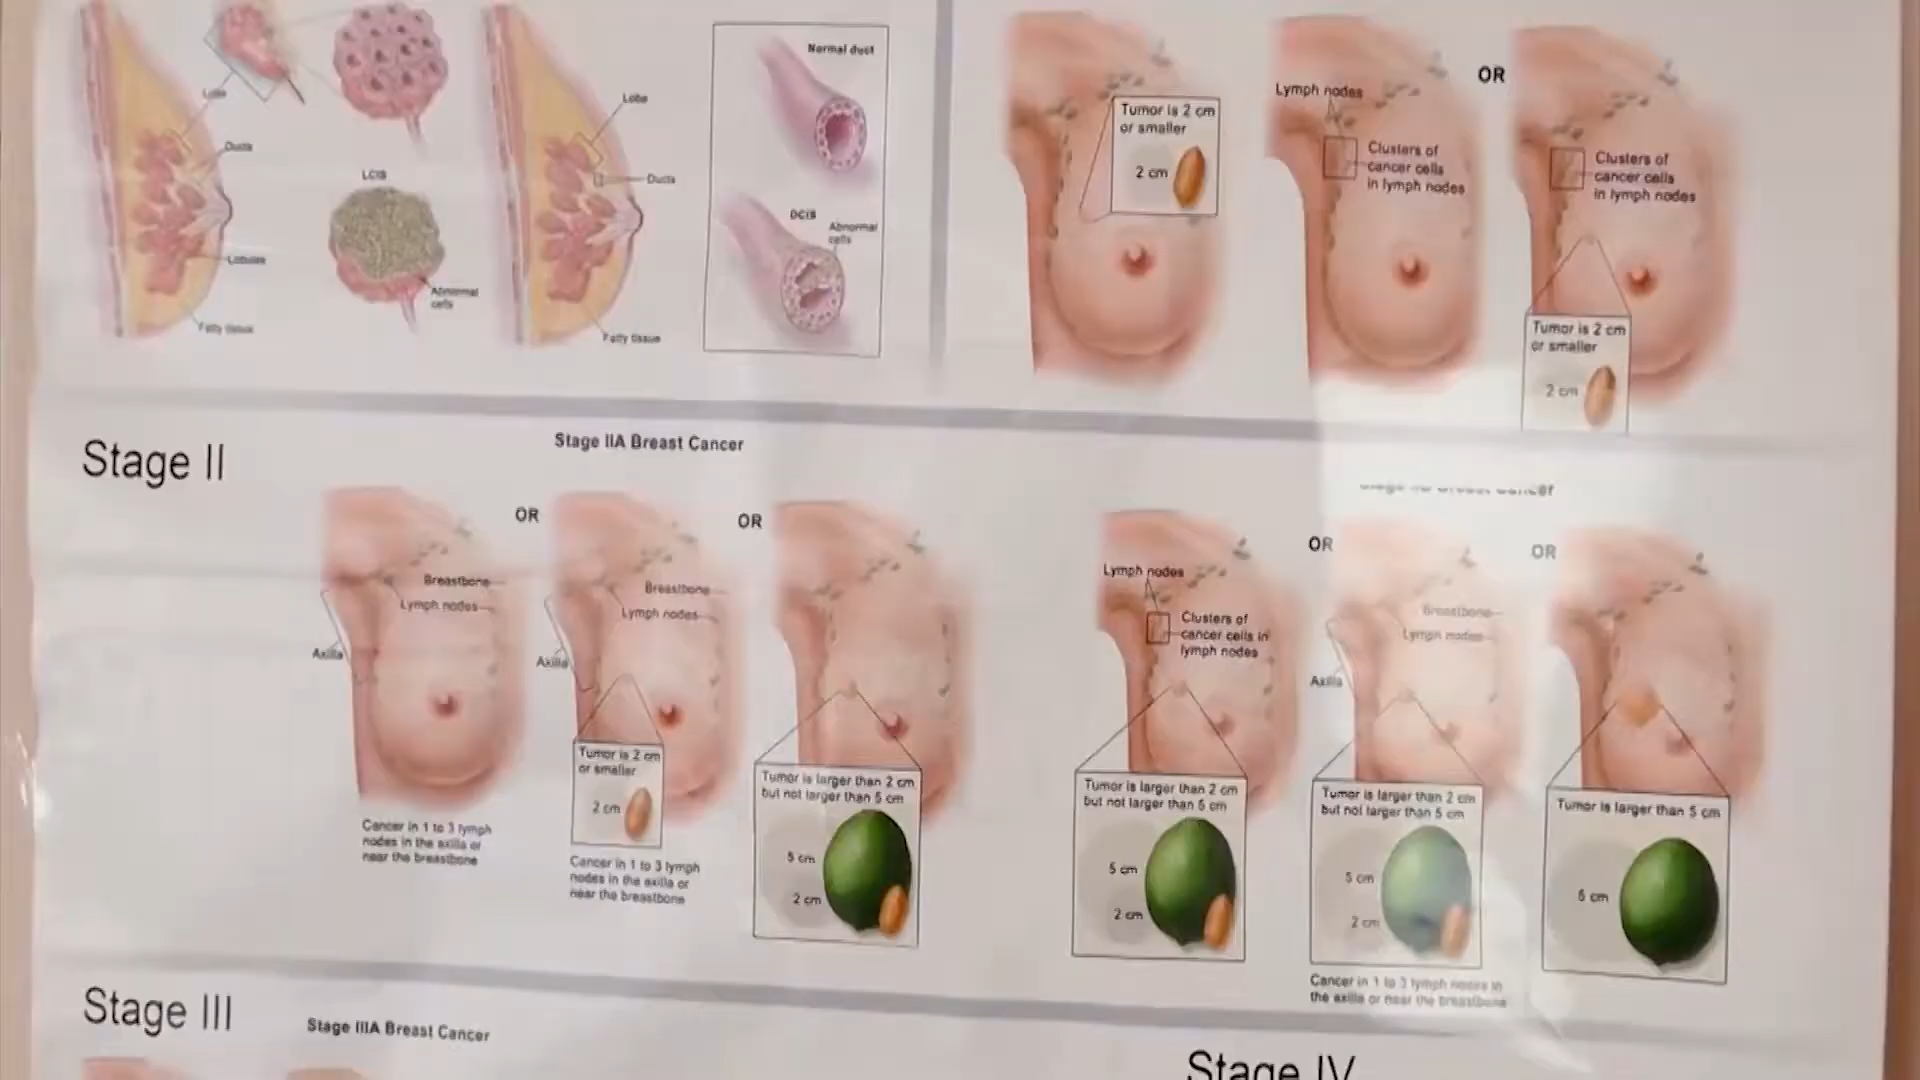 Lobe
Ducts
Lobules
Fatty tissue
LCIS
Abnormal
cells
Lobe
Ducts
Fatty tissue
Normal duct
DCIS
Abnormal
cells
Tumor is 2 cm
or smaller
2 cm
Lymph nodes
Clusters of
cancer cells
in lymph nodes
OR
Clusters of
cancer cells
in lymph nodes
Tumor is 2 cm
or smaller
2 cm
Stage II
Stage IIA Breast Cancer
OR
OR
Breastbone
Lymph nodes
Axilla
Cancer in 1 to 3 lymph
nodes in the axilla or
near the breastbone
Breastbone
Lymph nodes
Axilla
Tumor is 2 cm
or smaller
2 cm
Cancer in 1 to 3 lymph
nodes in the axilla or
near the breastbone
Tumor is larger than 2 cm
but not larger than 5 cm
5 cm
2 cm
Breast Cancer
OR
OR
Lymph nodes
Clusters of
cancer cells in
lymph nodes
Tumor is larger than 2 cm
but not larger than 5 cm
5 cm
2 cm
Breastbone
Lymph nodes
Axilla
Tumor is larger than 2 cm
but not larger than 5 cm
5 cm
2 cm
Cancer in 1 to 3 lymph nodes in
the axilla or near the breastbone
Tumor is larger than 5 cm
5 cm
Stage III
Stage IIIA Breast Cancer
Stage IV